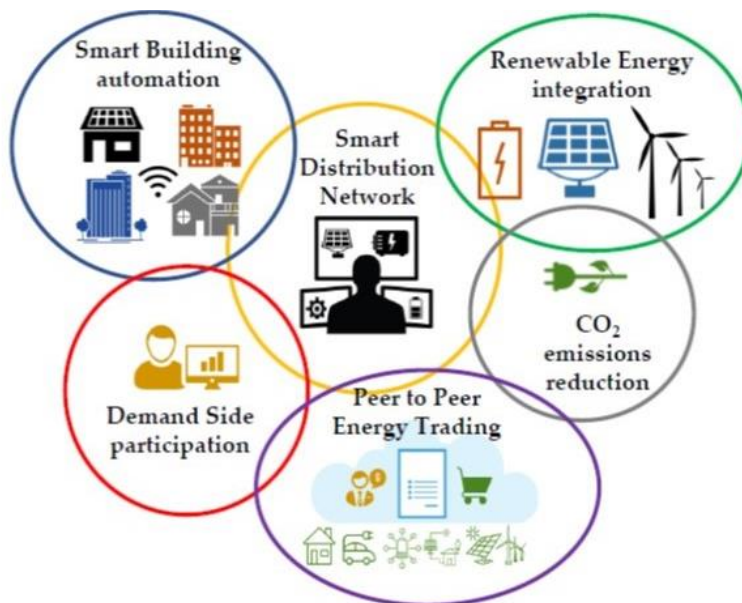 Smart Building
automation
Renewable Energy
integration
Smart
Distribution
Network
CO₂
emissions
reduction
Demand Side
participation
Peer to Peer
Energy Trading